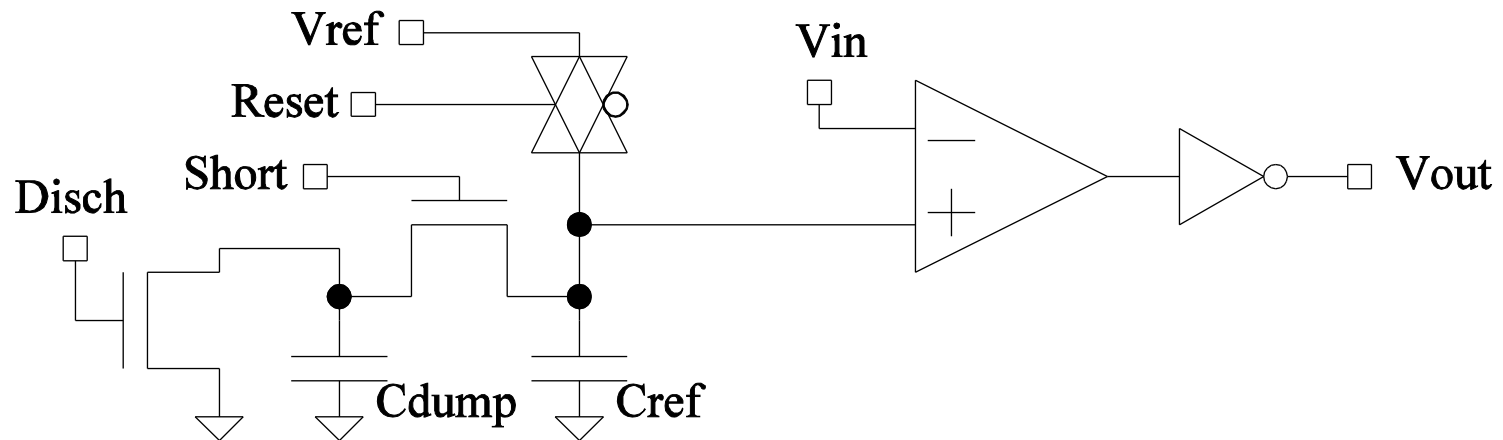 Vref
Vin
Reset
Short
Vout
Disch
Cdump
Cref